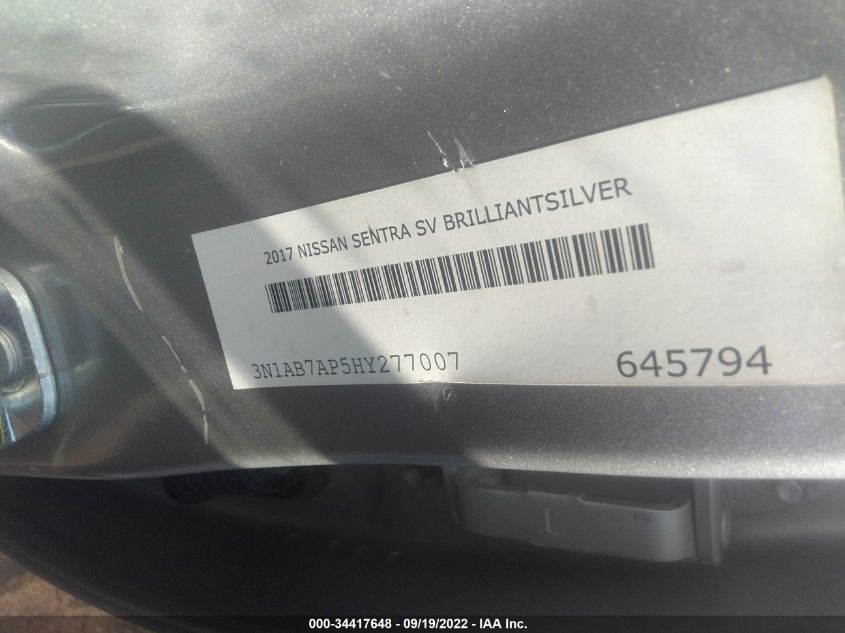 2017 NISSAN SENTRA SV BRILLIANTSILVER
3N1AB7AP5HY277007
645794
L
000-34417648 - 09/19/2022 - IAA Inc.